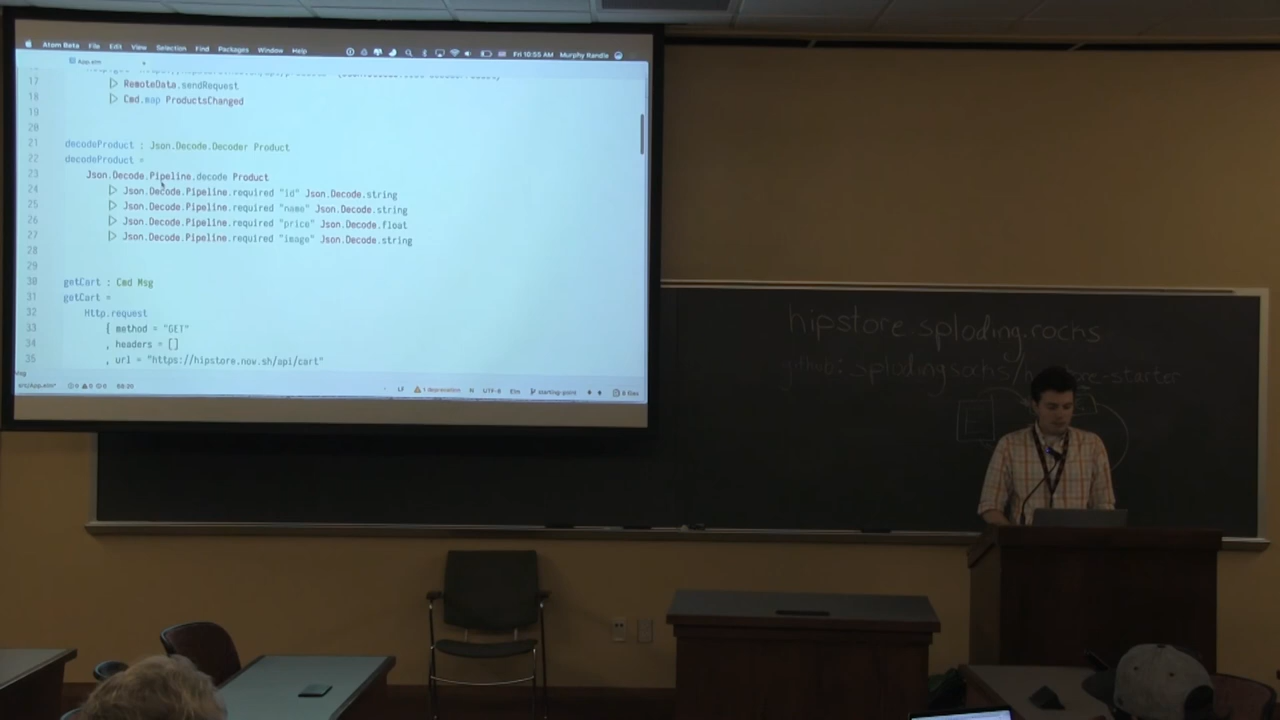 Atom Beta File Edit View Selection Find Packages Window Help Fri 10:55 AM Murphy Randle
App.elm
17 ▷ RemoteData.sendRequest
18 ▷ Cmd.map ProductsChanged
19
20
21 decodeProduct : Json.Decode.Decoder Product
22 decodeProduct =
23 Json.Decode.Pipeline.decode Product
24 ▷ Json.Decode.Pipeline.required "id" Json.Decode.string
25 ▷ Json.Decode.Pipeline.required "name" Json.Decode.string
26 ▷ Json.Decode.Pipeline.required "price" Json.Decode.float
27 ▷ Json.Decode.Pipeline.required "image" Json.Decode.string
28
29
30 getCart : Cmd Msg
31 getCart =
32 Http.request
33 { method = "GET"
34 , headers = []
35 , url = "https://hipstore.now.sh/api/cart"
LF 1 deprecation UTF-8 Elm starting-point
hipstore.sploding.rocks
github: splodingsocks/